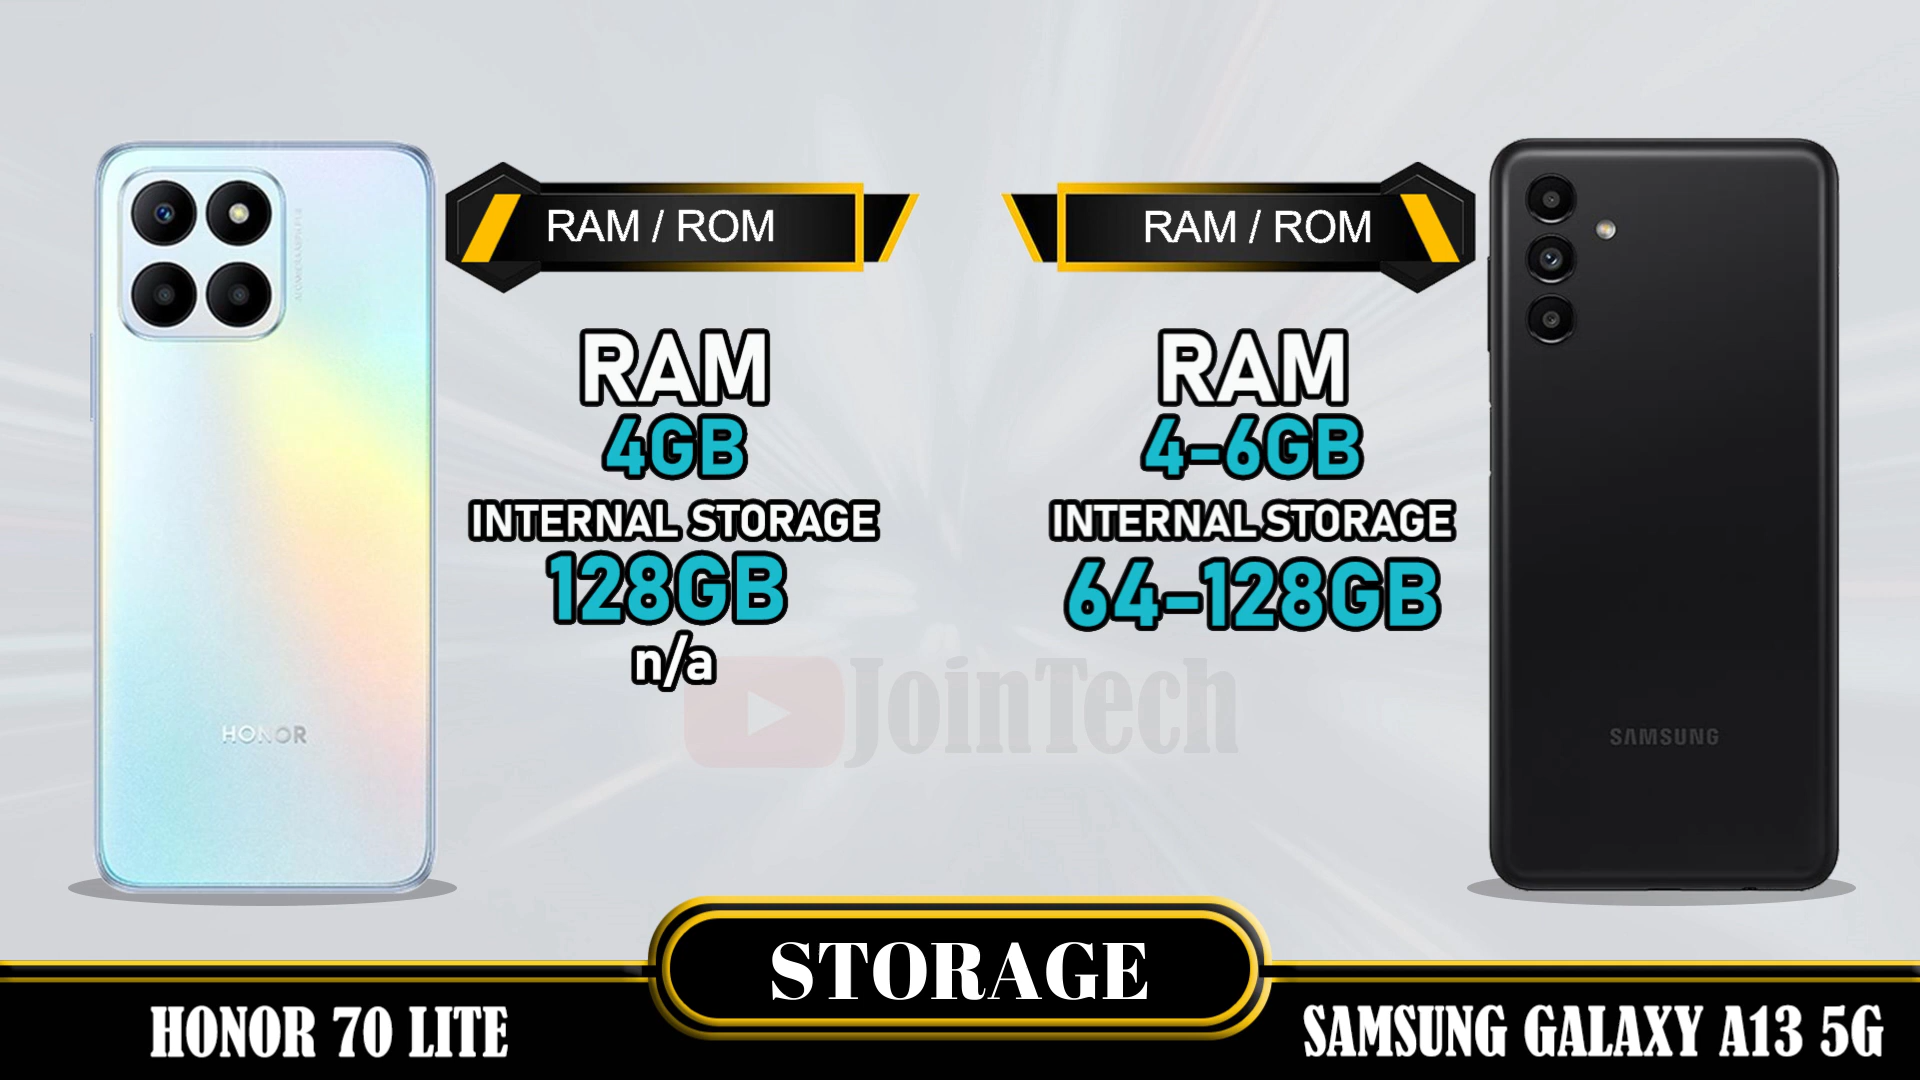 RAM / ROM
RAM
4GB
INTERNAL STORAGE
128GB
n/a
HONOR
RAM / ROM
RAM
4-6GB
INTERNAL STORAGE
64-128GB
SAMSUNG
JoinTech
STORAGE
HONOR 70 LITE
SAMSUNG GALAXY A13 5G